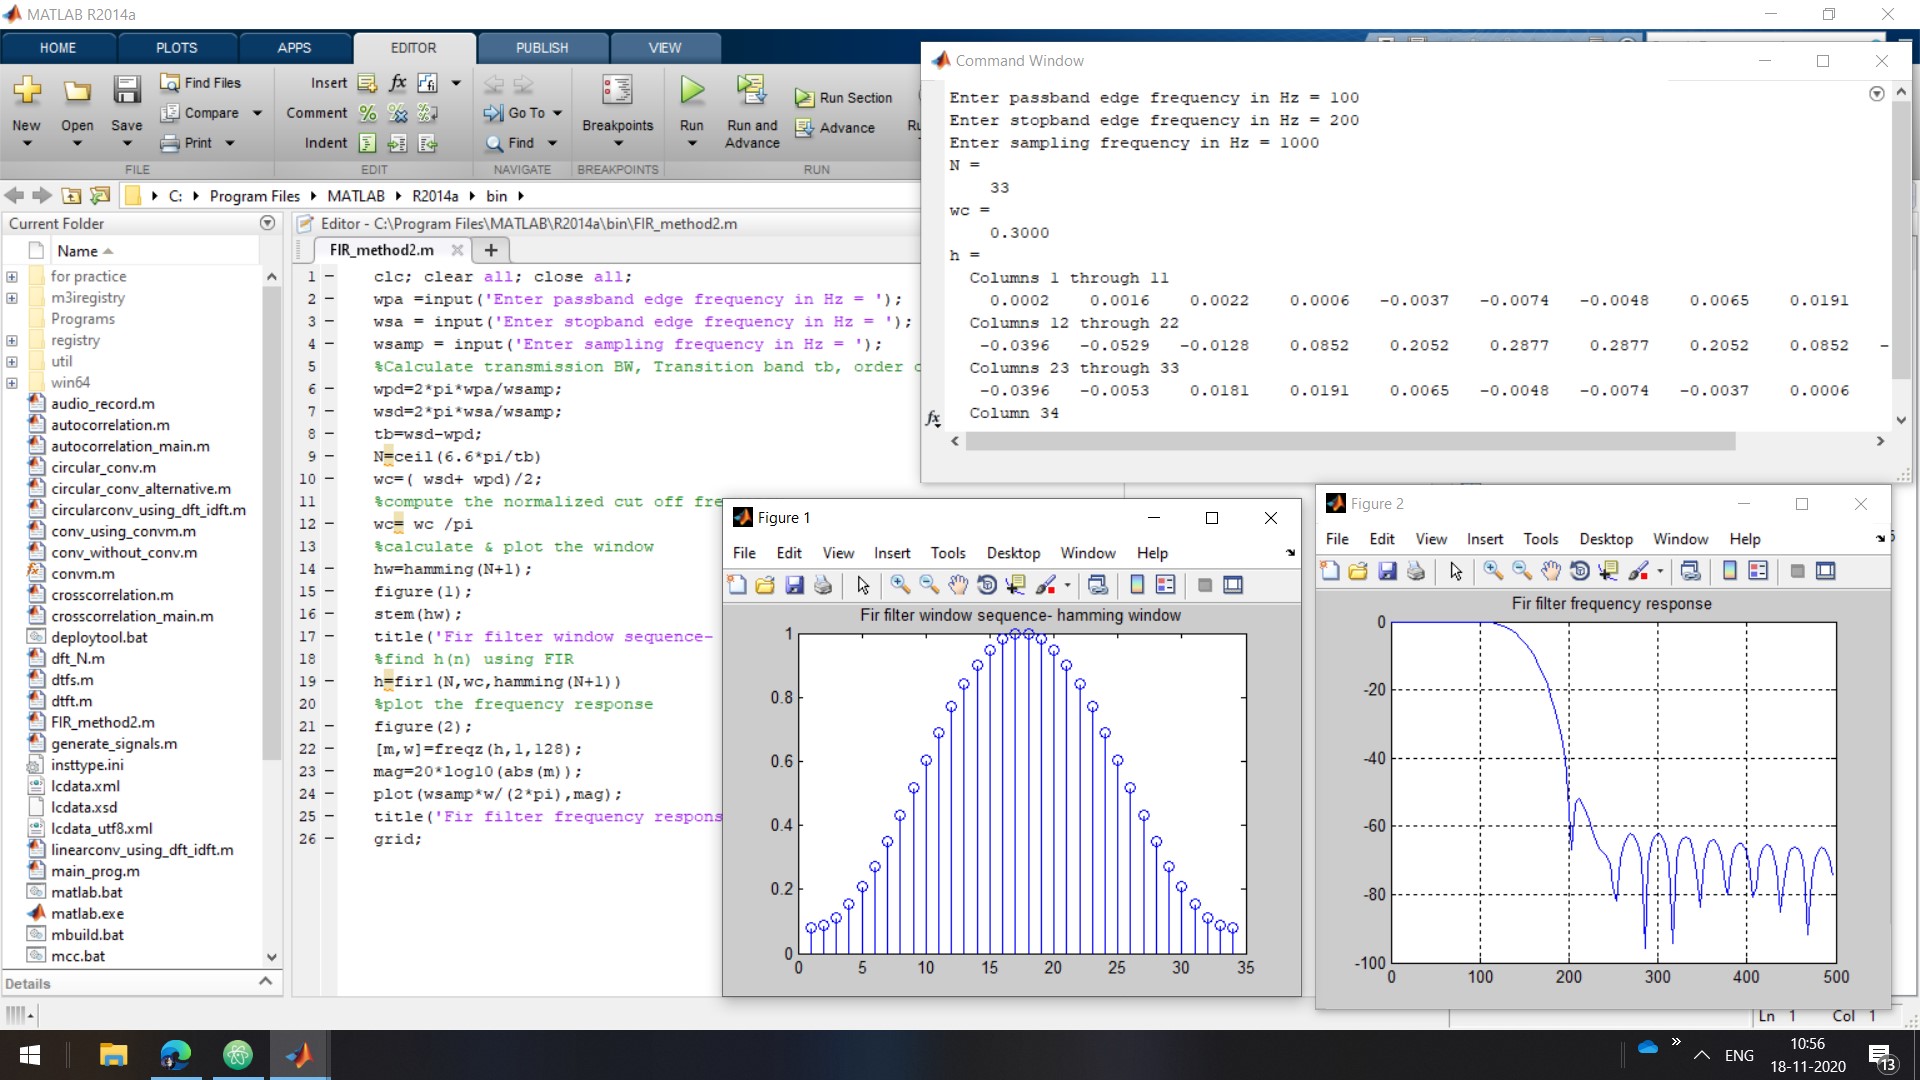 MATLAB R2014a
HOME PLOTS APPS EDITOR PUBLISH VIEW
New
Open
Save
Find Files
Compare
Print
FILE
Insert fx
Comment
Indent
EDIT
Go To
Find
NAVIGATE
Breakpoints
BREAKPOINTS
Run
Run and
Advance
Run Section
Advance
RUN
C: Program Files MATLAB R2014a bin
Current Folder
Name
for practice
m3iregistry
Programs
registry
util
win64
audio_record.m
autocorrelation.m
autocorrelation_main.m
circular_conv.m
circular_conv_alternative.m
circularconv_using_dft_idft.m
conv_using_convm.m
conv_without_conv.m
convm.m
crosscorrelation.m
crosscorrelation_main.m
deploytool.bat
dft_N.m
dtfs.m
dtft.m
FIR_method2.m
generate_signals.m
insttype.ini
lcdata.xml
lcdata.xsd
lcdata_utf8.xml
linearconv_using_dft_idft.m
main_prog.m
matlab.bat
matlab.exe
mbuild.bat
mcc.bat
Details
Editor - C:\Program Files\MATLAB\R2014a\bin\FIR_method2.m
FIR_method2.m
1 - clc; clear all; close all;
2 - wpa =input('Enter passband edge frequency in Hz = ');
3 - wsa = input('Enter stopband edge frequency in Hz = ');
4 - wsamp = input('Enter sampling frequency in Hz = ');
5 %Calculate transmission BW, Transition band tb, order
6 - wpd=2*pi*wpa/wsamp;
7 - wsd=2*pi*wsa/wsamp;
8 - tb=wsd-wpd;
9 - N=ceil(6.6*pi/tb)
10 - wc=( wsd+ wpd)/2;
11 %compute the normalized cut off fre
12 - wc= wc /pi
13 %calculate & plot the window
14 - hw=hamming(N+1);
15 - figure(1);
16 - stem(hw);
17 - title('Fir filter window sequence-
18 %find h(n) using FIR
19 - h=fir1(N,wc,hamming(N+1))
20 %plot the frequency response
21 - figure(2);
22 - [m,w]=freqz(h,1,128);
23 - mag=20*log10(abs(m));
24 - plot(wsamp*w/(2*pi),mag);
25 - title('Fir filter frequency respons
26 - grid;
Command Window
Enter passband edge frequency in Hz = 100
Enter stopband edge frequency in Hz = 200
Enter sampling frequency in Hz = 1000
N =
33
wc =
0.3000
h =
Columns 1 through 11
0.0002 0.0016 0.0022 0.0006 -0.0037 -0.0074 -0.0048 0.0065 0.0191
Columns 12 through 22
-0.0396 -0.0529 -0.0128 0.0852 0.2052 0.2877 0.2877 0.2052 0.0852 -
Columns 23 through 33
-0.0396 -0.0053 0.0181 0.0191 0.0065 -0.0048 -0.0074 -0.0037 0.0006
fx Column 34
Figure 1
File Edit View Insert Tools Desktop Window Help
Fir filter window sequence- hamming window
1
0.8
0.6
0.4
0.2
0
0 5 10 15 20 25 30 35
Figure 2
File Edit View Insert Tools Desktop Window Help
Fir filter frequency response
0
-20
-40
-60
-80
-100
0 100 200 300 400 500
Ln 1 Col 1
ENG
10:56
18-11-2020
13